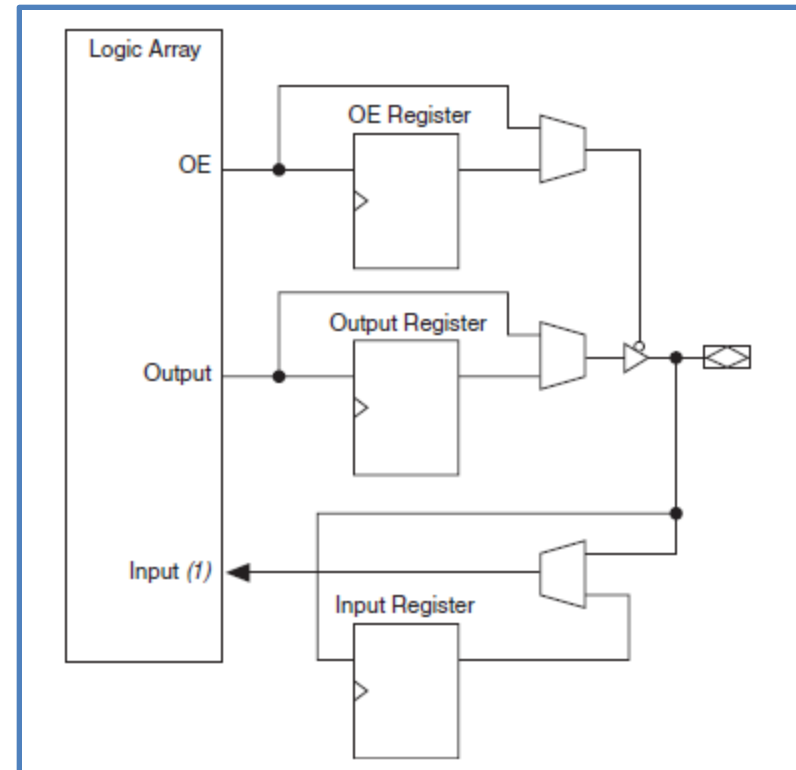 Logic Array
OE Register
OE
Output Register
Output
Input (1)
Input Register